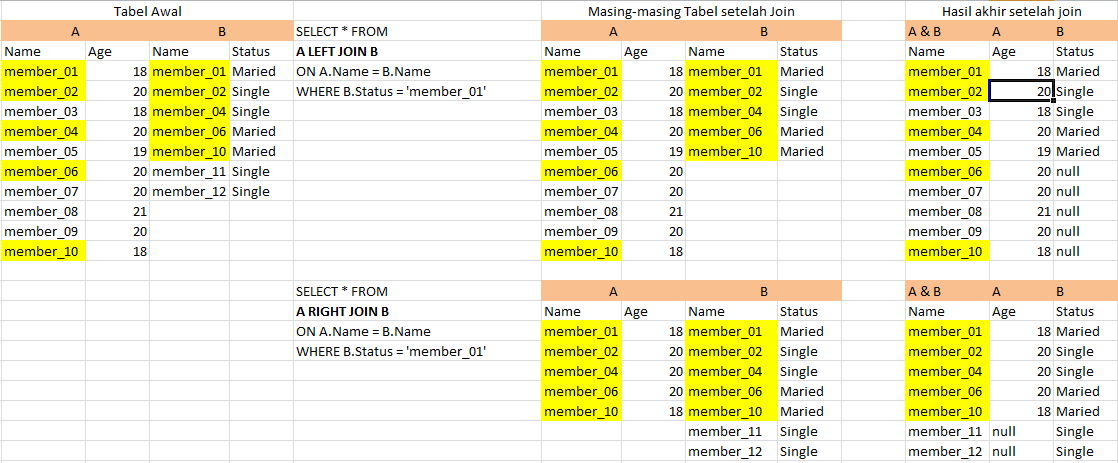 Tabel Awal Masing-masing Tabel setelah Join Hasil akhir setelah join
A B SELECT * FROM A B A & B A B
Name Age Name Status A LEFT JOIN B Name Age Name Status Name Age Status
member_01 18 member_01 Maried ON A.Name = B.Name member_01 18 member_01 Maried member_01 18 Maried
member_02 20 member_02 Single WHERE B.Status = 'member_01' member_02 20 member_02 Single member_02 20 Single
member_03 18 member_04 Single member_03 18 member_04 Single member_03 18 Single
member_04 20 member_06 Maried member_04 20 member_06 Maried member_04 20 Maried
member_05 19 member_10 Maried member_05 19 member_10 Maried member_05 19 Maried
member_06 20 member_11 Single member_06 20 member_06 20 null
member_07 20 member_12 Single member_07 20 member_07 20 null
member_08 21 member_08 21 member_08 21 null
member_09 20 member_09 20 member_09 20 null
member_10 18 member_10 18 member_10 18 null
SELECT * FROM A B A & B A B
A RIGHT JOIN B Name Age Name Status Name Age Status
ON A.Name = B.Name member_01 18 member_01 Maried member_01 18 Maried
WHERE B.Status = 'member_01' member_02 20 member_02 Single member_02 20 Single
member_04 20 member_04 Single member_04 20 Single
member_06 20 member_06 Maried member_06 20 Maried
member_10 18 member_10 Maried member_10 18 Maried
member_11 Single member_11 null Single
member_12 Single member_12 null Single